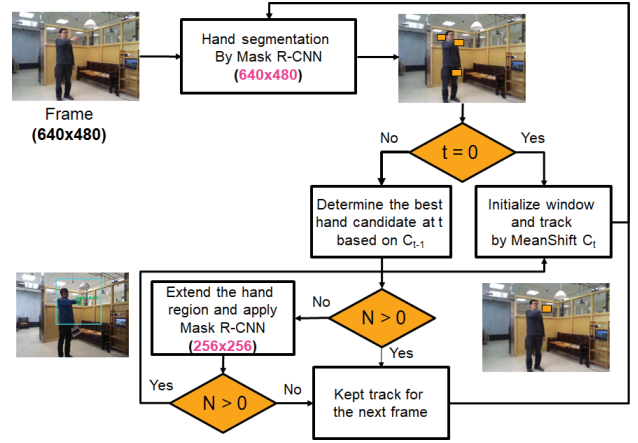 Hand segmentation
By Mask R-CNN
(640x480)
Frame
(640x480)
t = 0
No
Yes
Determine the best
hand candidate at t
based on Ct-1
Initialize window
and track
by MeanShift Ct
Extend the hand
region and apply
Mask R-CNN
(256x256)
No
N > 0
Yes
Yes
N > 0
No
Kept track for
the next frame